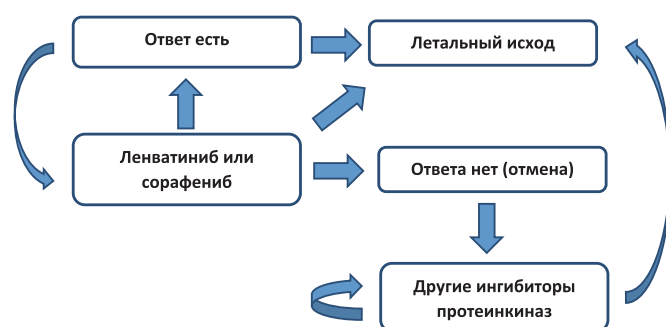 Ответ есть
Летальный исход
Ленватиниб или
сорафениб
Ответа нет (отмена)
Другие ингибиторы
протеинкиназ